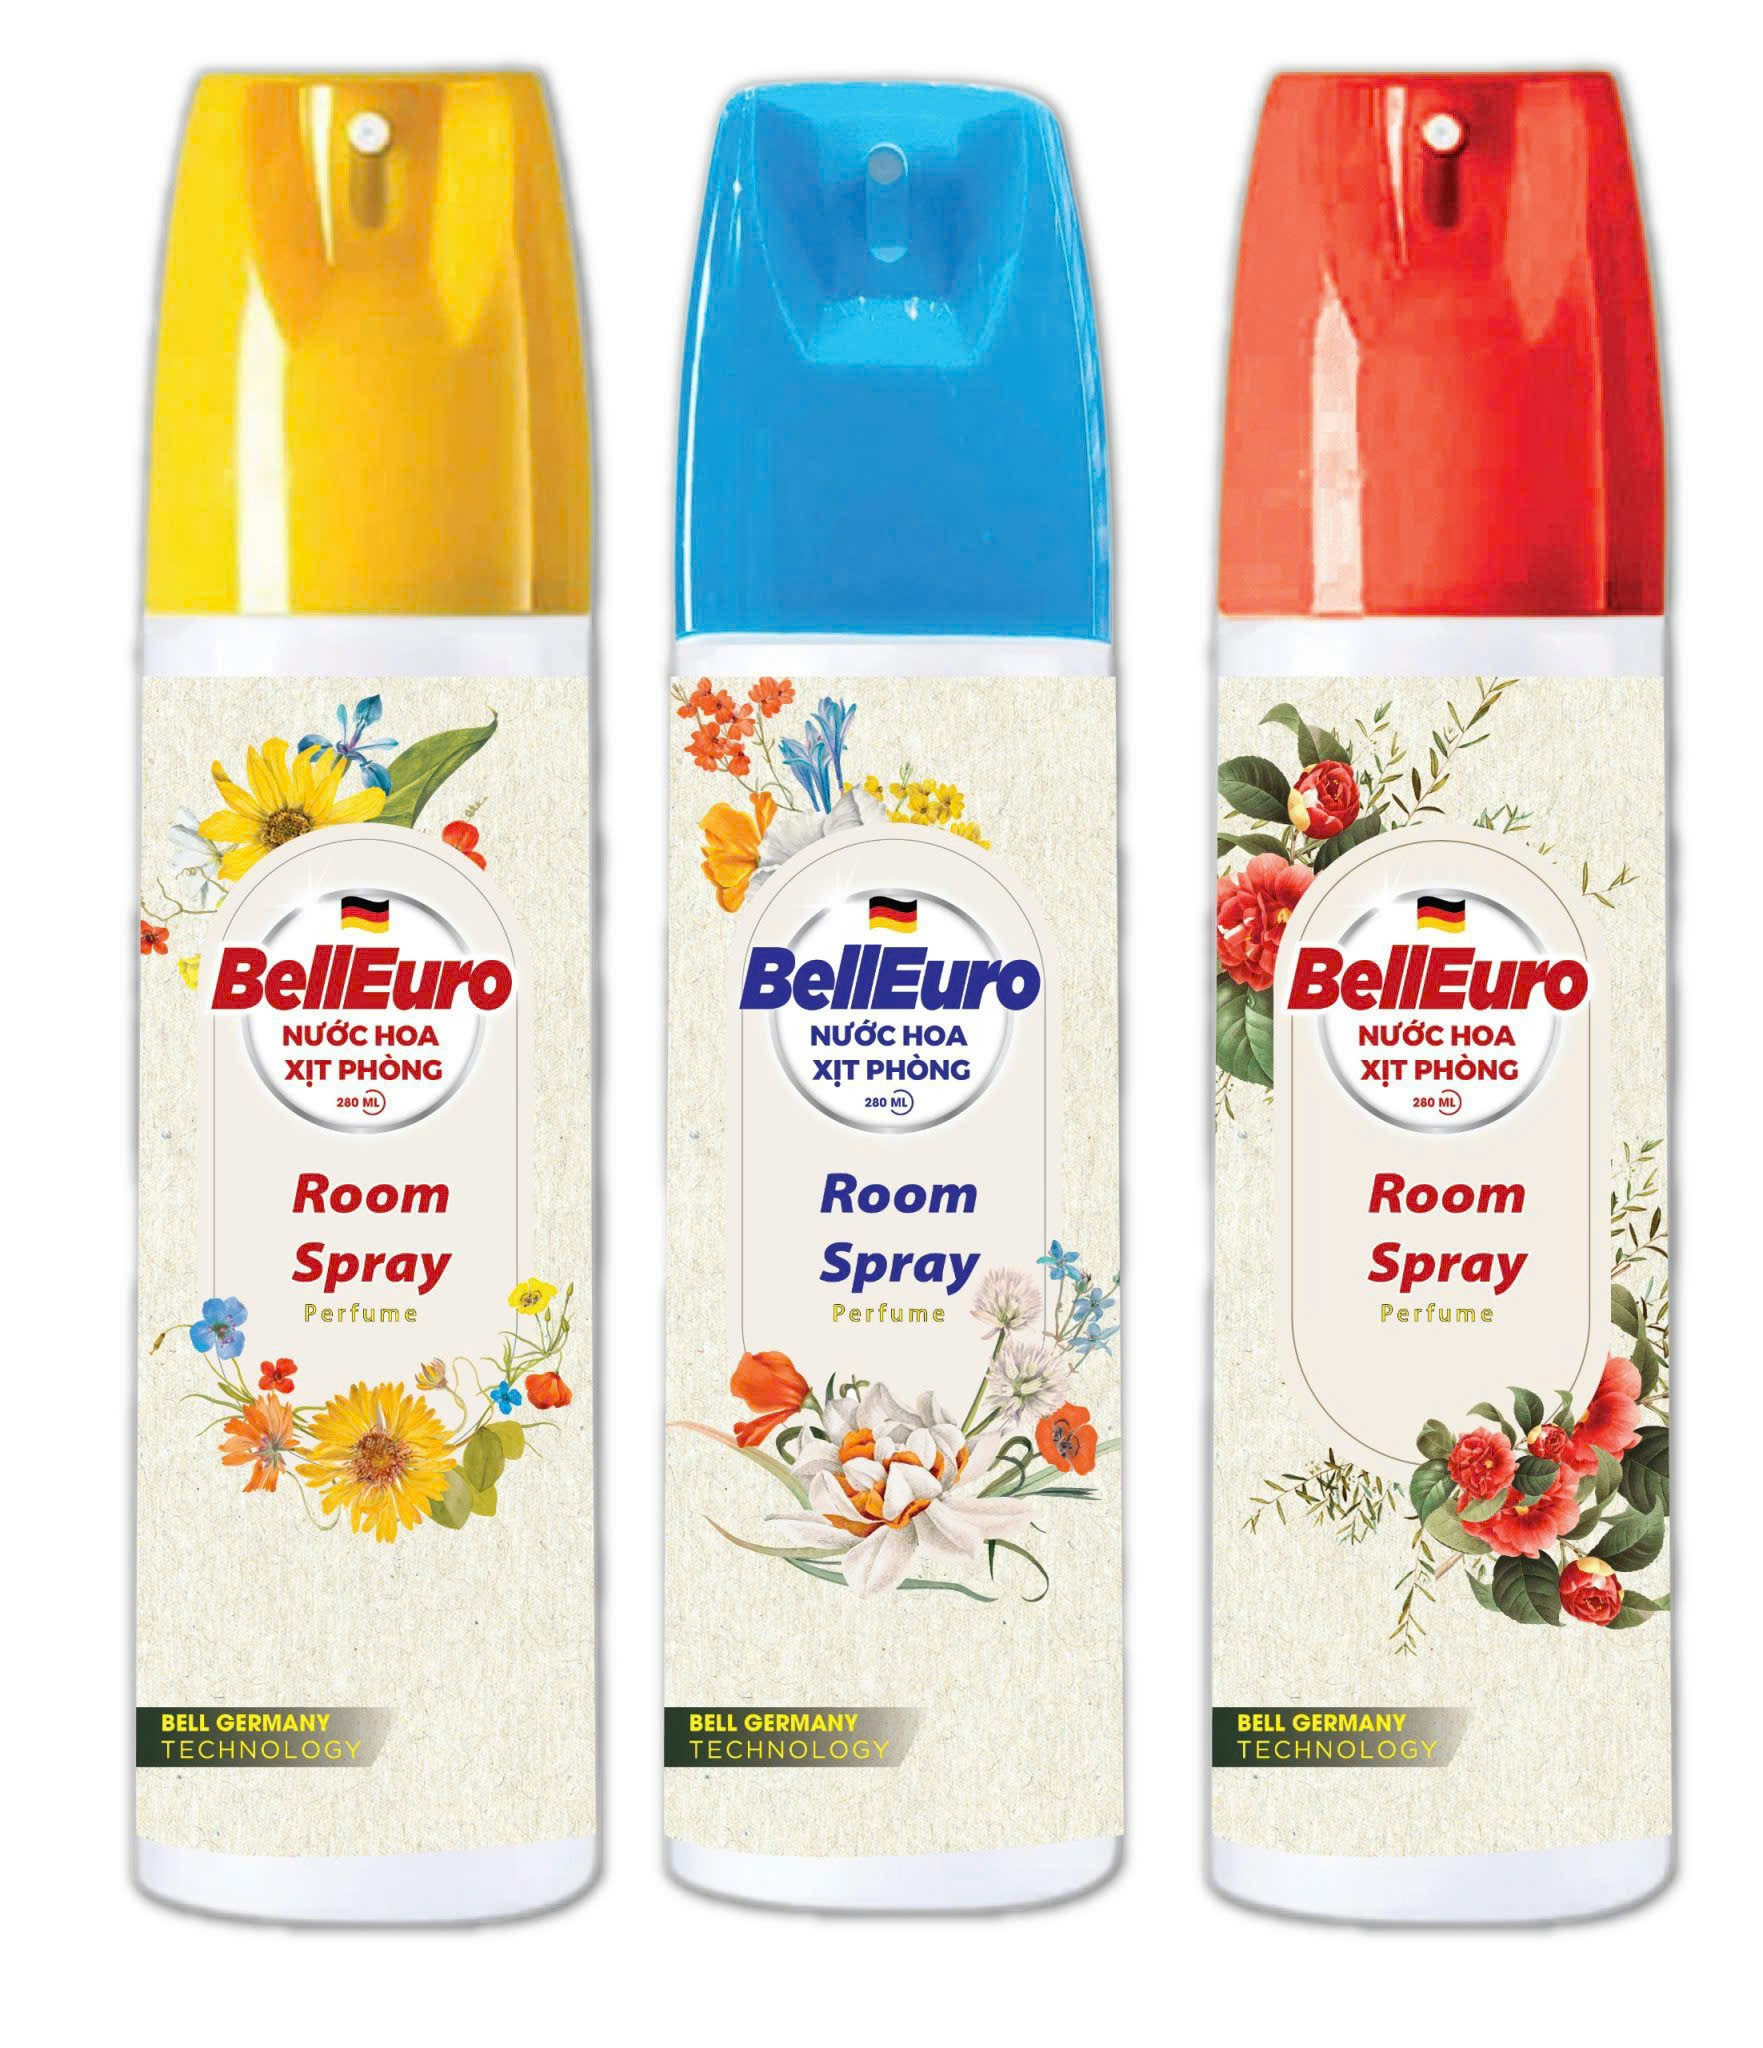 BellEuro
NƯỚC HOA
XỊT PHÒNG
280 ML
Room
Spray
Perfume
BELL GERMANY
TECHNOLOGY
BellEuro
NƯỚC HOA
XỊT PHÒNG
280 ML
Room
Spray
Perfume
BELL GERMANY
TECHNOLOGY
BellEuro
NƯỚC HOA
XỊT PHÒNG
280 ML
Room
Spray
Perfume
BELL GERMANY
TECHNOLOGY